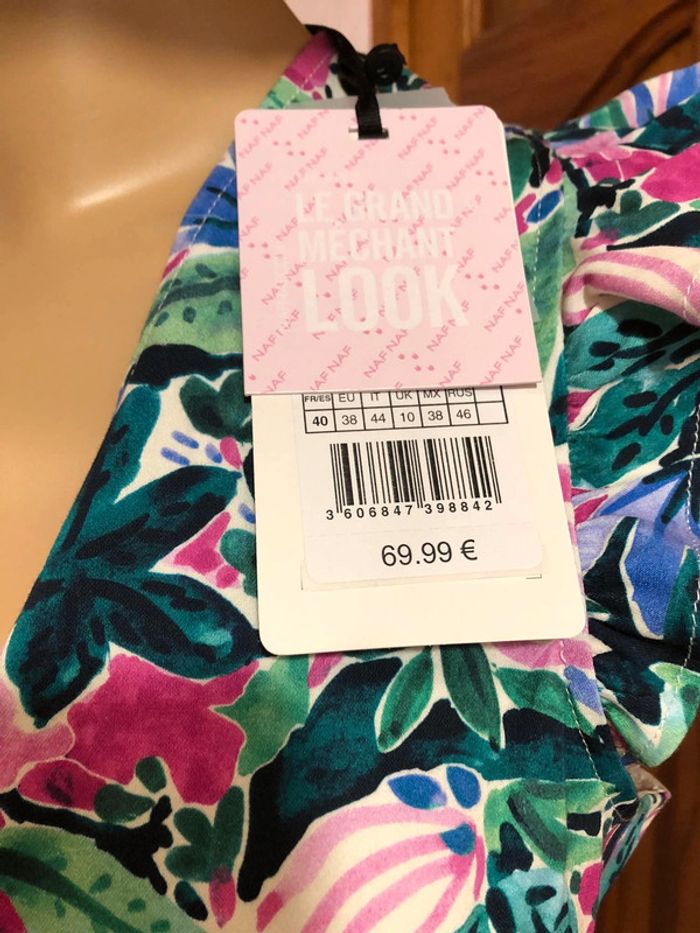 NAF NAF
LE GRAND
MÉCHANT
LOOK
FR/ES EU IT UK MX RUS
40 38 44 10 38 46
3 606847 398842
69.99 €